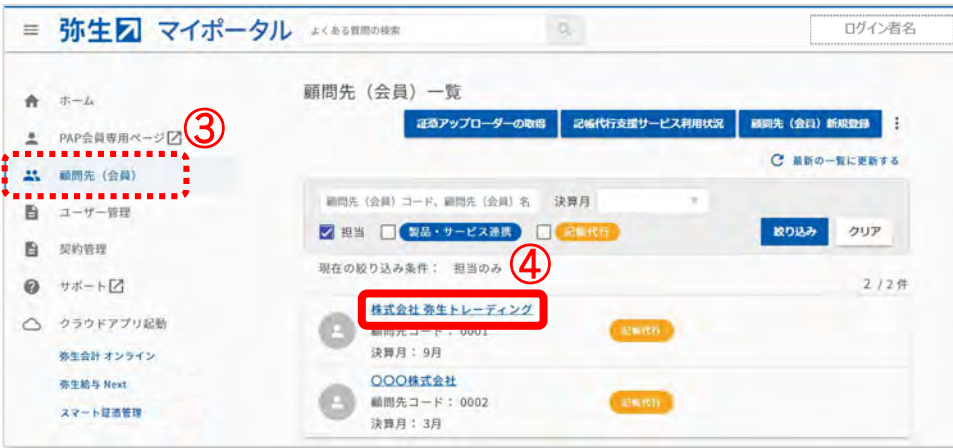 弥生 マイポータル よくある質問の検索 ログイン者名
ホーム
PAP会員専用ページ
③
顧問先（会員）
ユーザー管理
契約管理
サポート
クラウドアプリ起動
弥生会計 オンライン
弥生給与 Next
スマート証憑管理
顧問先（会員）一覧
証憑アップローダーの取得 記帳代行支援サービス利用状況 顧問先（会員）新規登録
最新の一覧に更新する
顧問先（会員）コード、顧問先（会員）名 決算月
担当 製品・サービス連携 記帳代行 絞り込み クリア
現在の絞り込み条件： 担当のみ
④
2 / 2 件
株式会社 弥生トレーディング
顧問先コード： 0001 記帳代行
決算月： 9月
〇〇〇株式会社
顧問先コード： 0002 記帳代行
決算月： 3月